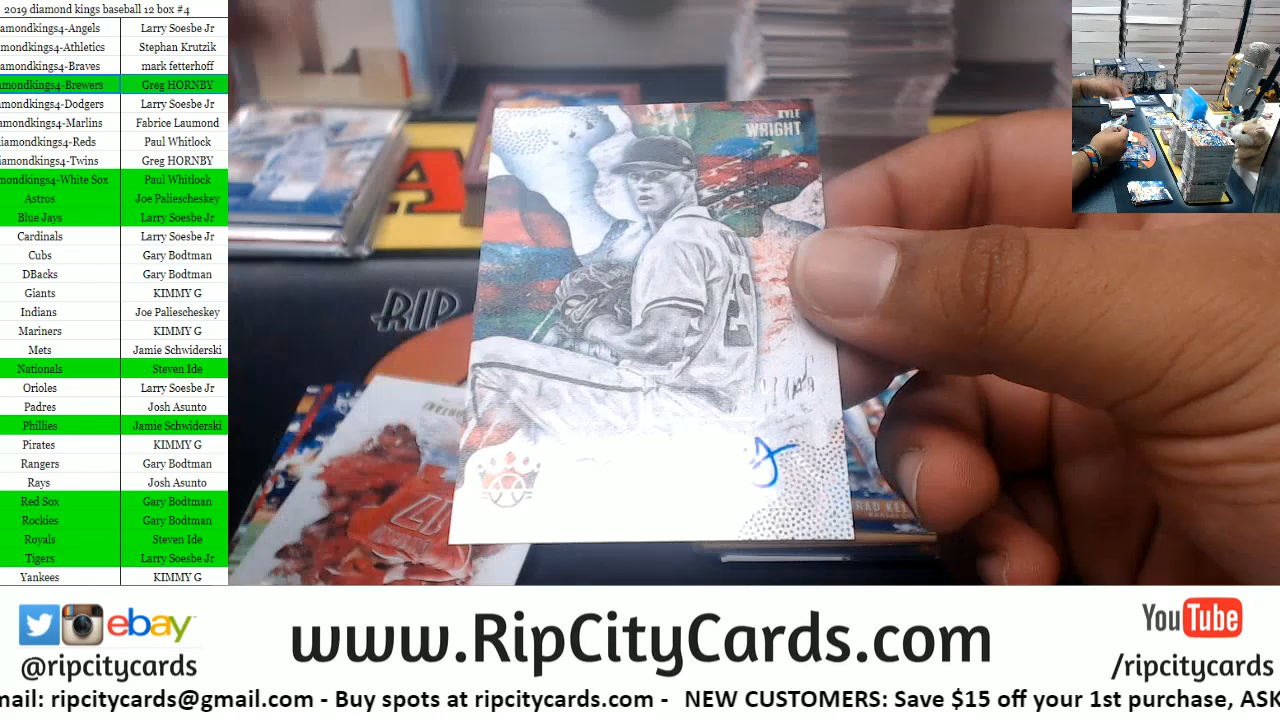 2019 diamond kings baseball 12 box #4
amondkings4-Angels Larry Soesbe Jr
mondkings4-Athletics Stephan Krutzik
amondkings4-Braves mark fetterhoff
amondkings4-Brewers Greg HORNBY
amondkings4-Dodgers Larry Soesbe Jr
amondkings4-Marlins Fabrice Laumond
diamondkings4-Reds Paul Whitlock
iamondkings4-Twins Greg HORNBY
mondkings4-White Sox Paul Whitlock
Astros Joe Paliescheskey
Blue Jays Larry Soesbe Jr
Cardinals Larry Soesbe Jr
Cubs Gary Bodtman
DBacks Gary Bodtman
Giants KIMMY G
Indians Joe Paliescheskey
Mariners KIMMY G
Mets Jamie Schwiderski
Nationals Steven Ide
Orioles Larry Soesbe Jr
Padres Josh Asunto
Phillies Jamie Schwiderski
Pirates KIMMY G
Rangers Gary Bodtman
Rays Josh Asunto
Red Sox Gary Bodtman
Rockies Gary Bodtman
Royals Steven Ide
Tigers Larry Soesbe Jr
Yankees KIMMY G
KYLE
WRIGHT
RIP
ebay
@ripcitycards
www.RipCityCards.com
YouTube
/ripcitycards
mail: ripcitycards@gmail.com - Buy spots at ripcitycards.com - NEW CUSTOMERS: Save $15 off your 1st purchase, ASK